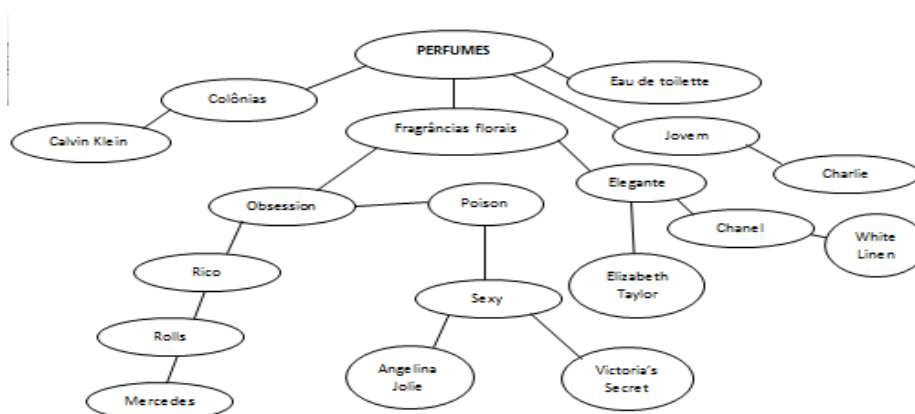 PERFUMES
Eau de toilette
Colônias
Calvin Klein
Fragrâncias florais
Jovem
Charlie
Elegante
Obsession
Poison
Chanel
White
Linen
Rico
Elizabeth
Taylor
Sexy
Rolls
Angelina
Jolie
Victoria's
Secret
Mercedes